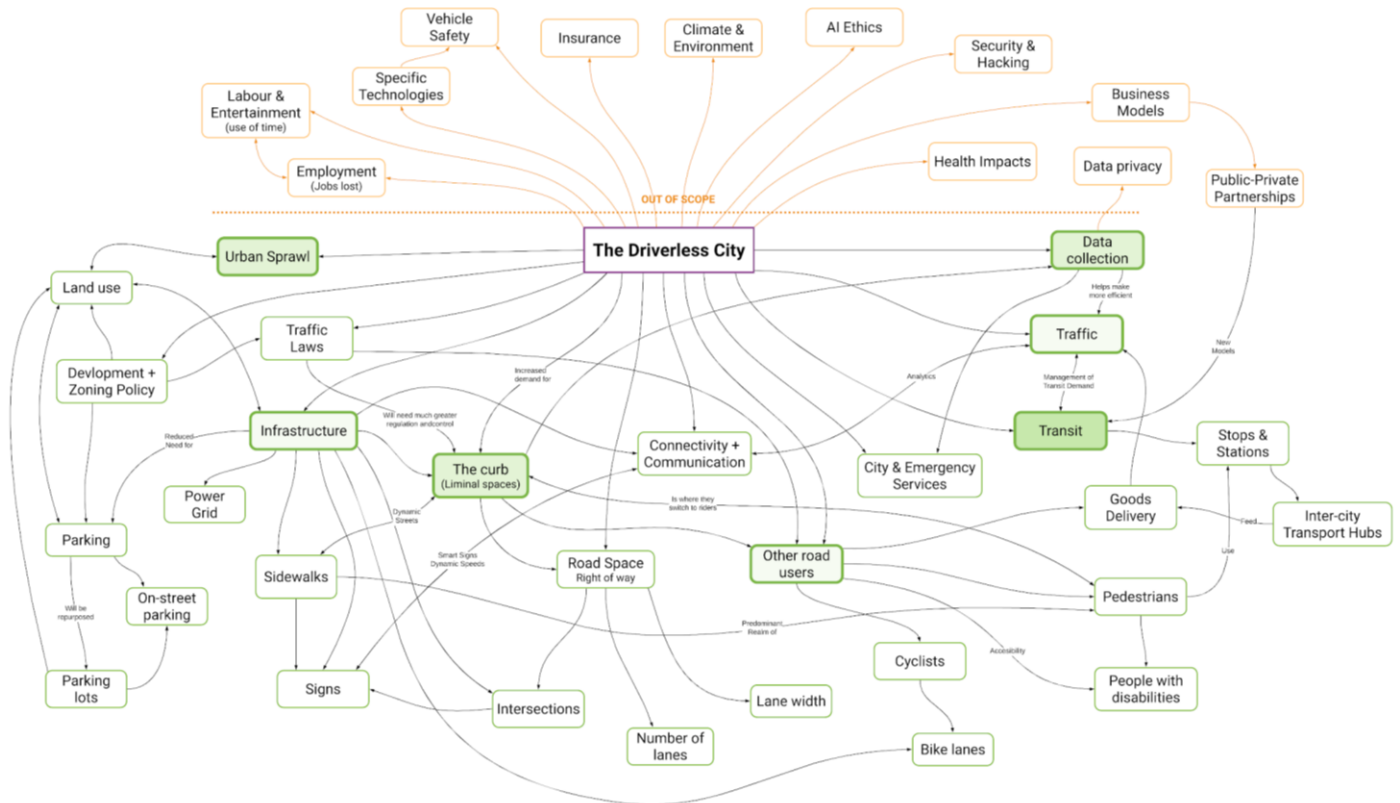 Vehicle
Safety
Insurance
Climate &
Environment
AI Ethics
Security &
Hacking
Specific
Technologies
Labour &
Entertainment
(use of time)
Business
Models
Employment
(Jobs lost)
Health Impacts
Data privacy
Public-Private
Partnerships
OUT OF SCOPE
The Driverless City
Urban Sprawl
Data
collection
Land use
Helps make
more efficient
Traffic
Laws
Traffic
New
Models
Devlopment +
Zoning Policy
Increased
demand for
Analytics
Management of
Transit Demand
Will need much greater
regulation andcontrol
Infrastructure
Reduced
Need for
Connectivity +
Communication
Transit
Stops &
Stations
The curb
(Liminal spaces)
City & Emergency
Services
Power
Grid
Is where they
switch to riders
Goods
Delivery
Feed
Inter-city
Transport Hubs
Dynamic
Streets
Parking
Smart Signs
Dynamic Speeds
Use
Sidewalks
Road Space
Right of way
Other road
users
On-street
parking
Will be
repurposed
Pedestrians
Predominant
Realm of
Accesibility
Cyclists
Parking
lots
Signs
People with
disabilities
Intersections
Lane width
Number of
lanes
Bike lanes